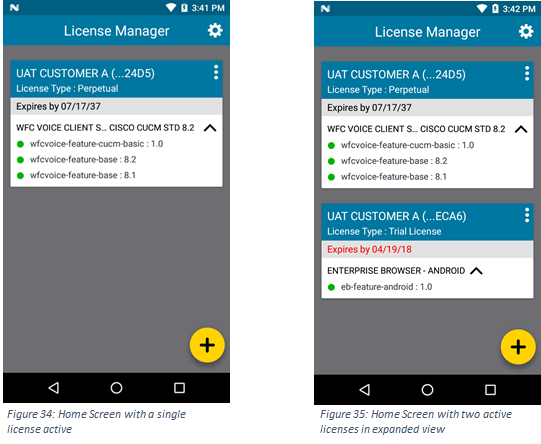 3:41 PM
License Manager
UAT CUSTOMER A (...24D5)
License Type : Perpetual
Expires by 07/17/37
WFC VOICE CLIENT S... CISCO CUCM STD 8.2
wfcvoice-feature-cucm-basic : 1.0
wfcvoice-feature-base : 8.2
wfcvoice-feature-base : 8.1
+
Figure 34: Home Screen with a single
license active
3:42 PM
License Manager
UAT CUSTOMER A (...24D5)
License Type : Perpetual
Expires by 07/17/37
WFC VOICE CLIENT S... CISCO CUCM STD 8.2
wfcvoice-feature-cucm-basic : 1.0
wfcvoice-feature-base : 8.2
wfcvoice-feature-base : 8.1
UAT CUSTOMER A (...ECA6)
License Type : Trial License
Expires by 04/19/18
ENTERPRISE BROWSER - ANDROID
eb-feature-android : 1.0
+
Figure 35: Home Screen with two active
licenses in expanded view